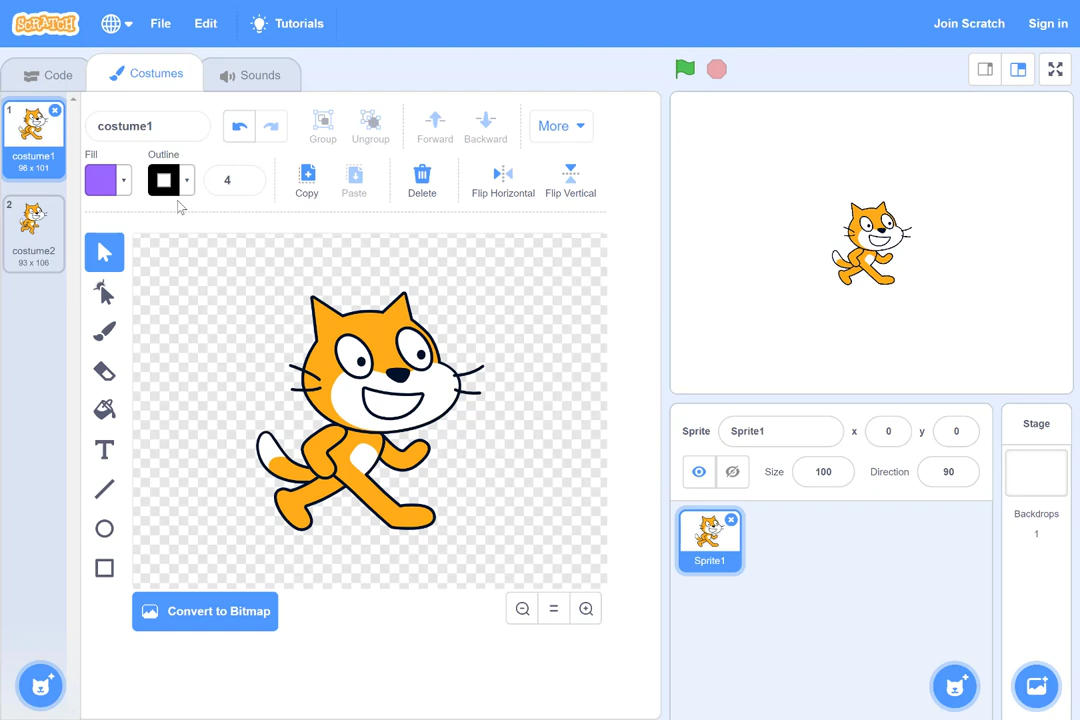 SCRATCH
File
Edit
Tutorials
Join Scratch
Sign in
Code
Costumes
Sounds
1
costume1
98 x 101
2
costume2
93 x 106
costume1
Group
Ungroup
Forward
Backward
More
Fill
Outline
4
Copy
Paste
Delete
Flip Horizontal
Flip Vertical
T
Convert to Bitmap
Sprite
Sprite1
x
0
y
0
Size
100
Direction
90
Sprite1
Stage
Backdrops
1